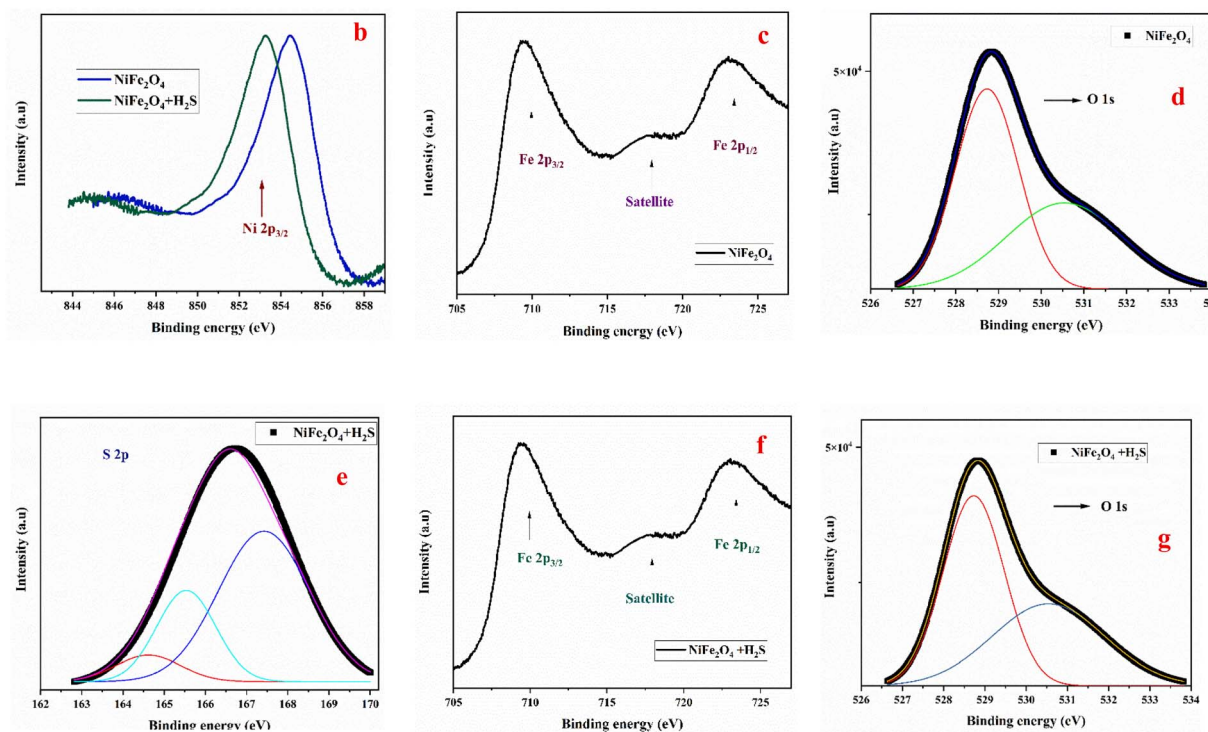 b
NiFe₂O₄
NiFe₂O₄+H₂S
Ni 2p₃/₂
Intensity (a.u)
844 846 848 850 852 854 856 858
Binding energy (eV)
c
Fe 2p₃/₂
Fe 2p₁/₂
Satellite
NiFe₂O₄
Intensity (a.u)
705 710 715 720 725
Binding energy (eV)
NiFe₂O₄
5×10⁴
d
O 1s
Intensity (a.u)
526 527 528 529 530 531 532 533
Binding energy (eV)
NiFe₂O₄+H₂S
S 2p
e
Intensity (a.u)
162 163 164 165 166 167 168 169 170
Binding energy (eV)
f
Fe 2p₃/₂
Fe 2p₁/₂
Satellite
NiFe₂O₄ +H₂S
Intensity (a.u)
705 710 715 720 725
Binding energy (eV)
5×10⁴
NiFe₂O₄ +H₂S
O 1s
g
Intensity (a.u)
526 527 528 529 530 531 532 533 534
Binding energy (eV)